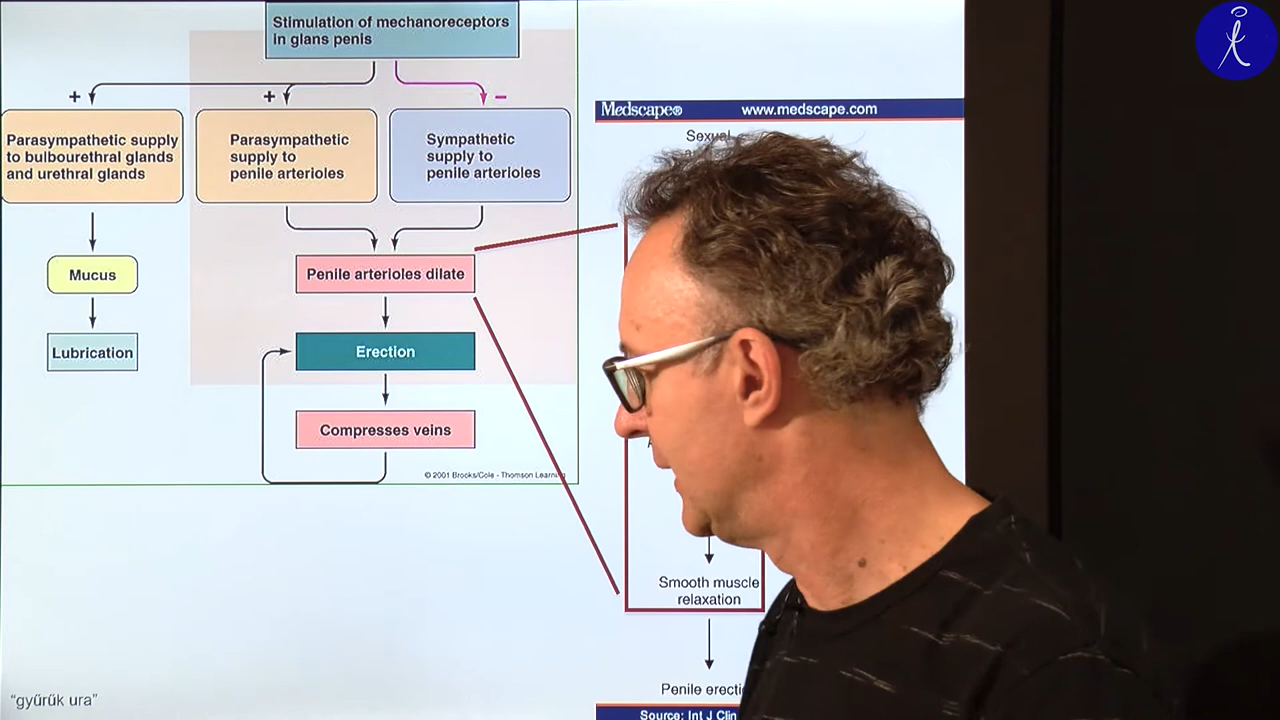 Stimulation of mechanoreceptors
in glans penis
+
+
−
Parasympathetic supply
to bulbourethral glands
and urethral glands
Parasympathetic
supply to
penile arterioles
Sympathetic
supply to
penile arterioles
Mucus
Lubrication
Penile arterioles dilate
Erection
Compresses veins
© 2001 Brooks/Cole - Thomson Learning
"gyűrűk ura"
Medscape® www.medscape.com
Sexual
Smooth muscle
relaxation
Penile
Source: Int J Clin